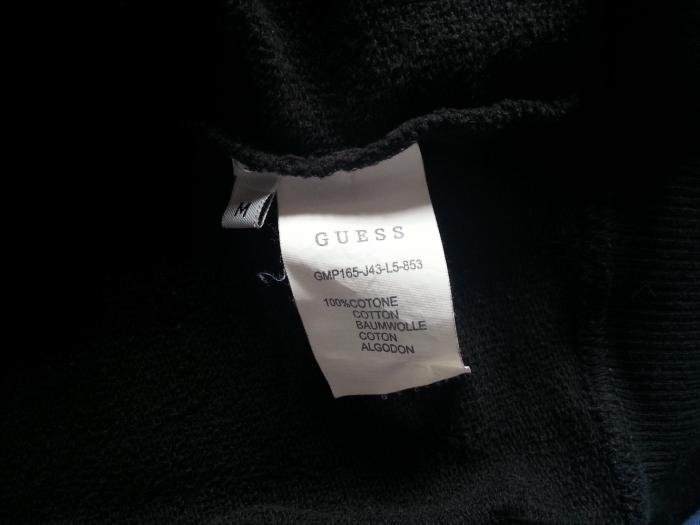 M
GUESS
GMP165-J43-L5-853
100%COTONE
COTTON
BAUMWOLLE
COTON
ALGODON